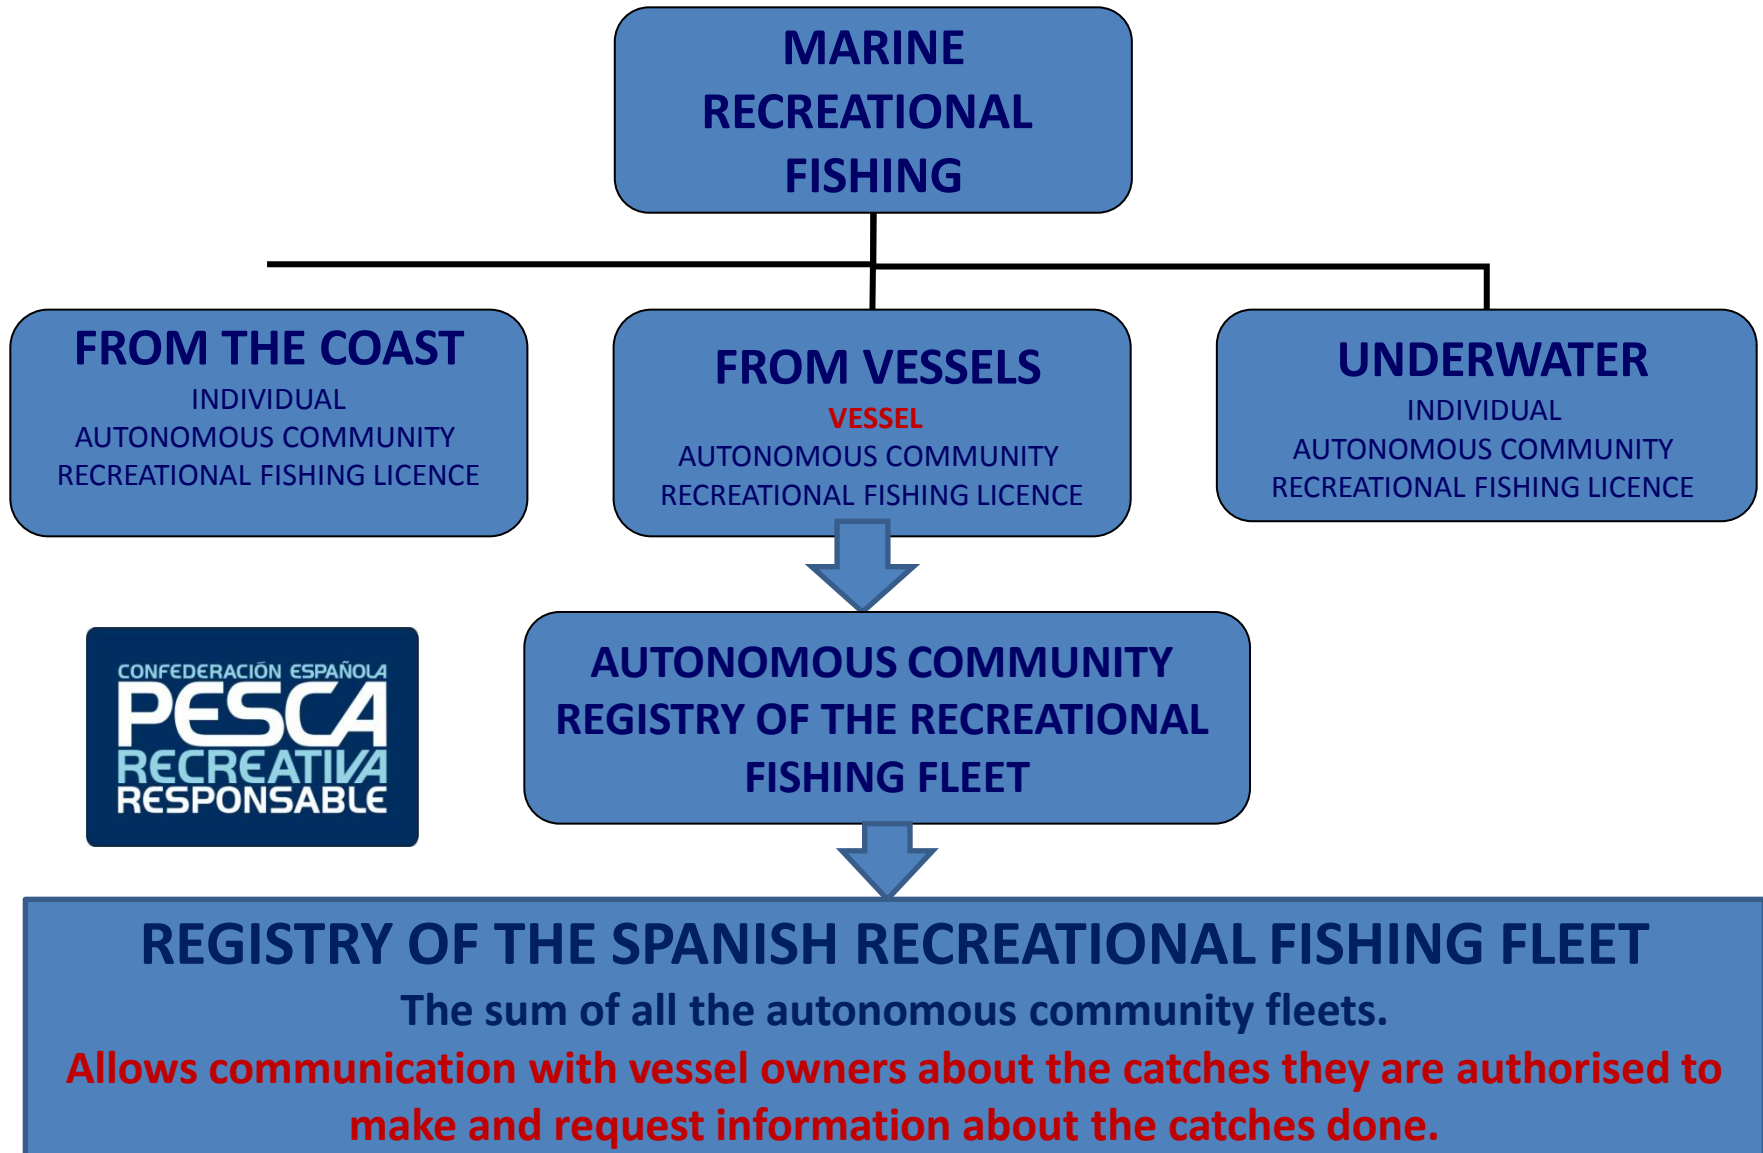 MARINE
RECREATIONAL
FISHING
FROM THE COAST
INDIVIDUAL
AUTONOMOUS COMMUNITY
RECREATIONAL FISHING LICENCE
FROM VESSELS
VESSEL
AUTONOMOUS COMMUNITY
RECREATIONAL FISHING LICENCE
UNDERWATER
INDIVIDUAL
AUTONOMOUS COMMUNITY
RECREATIONAL FISHING LICENCE
CONFEDERACIÓN ESPAÑOLA
PESCA
RECREATIVA
RESPONSABLE
AUTONOMOUS COMMUNITY
REGISTRY OF THE RECREATIONAL
FISHING FLEET
REGISTRY OF THE SPANISH RECREATIONAL FISHING FLEET
The sum of all the autonomous community fleets.
Allows communication with vessel owners about the catches they are authorised to
make and request information about the catches done.